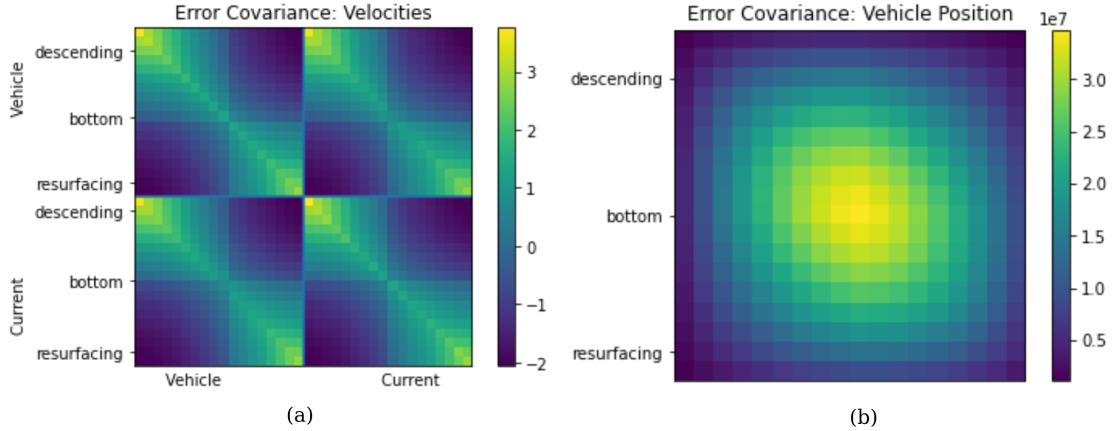 Error Covariance: Velocities
Vehicle
descending
bottom
resurfacing
Current
descending
bottom
resurfacing
Vehicle Current
3
2
1
0
−1
−2
(a)
Error Covariance: Vehicle Position
1e7
descending
bottom
resurfacing
3.0
2.5
2.0
1.5
1.0
0.5
(b)